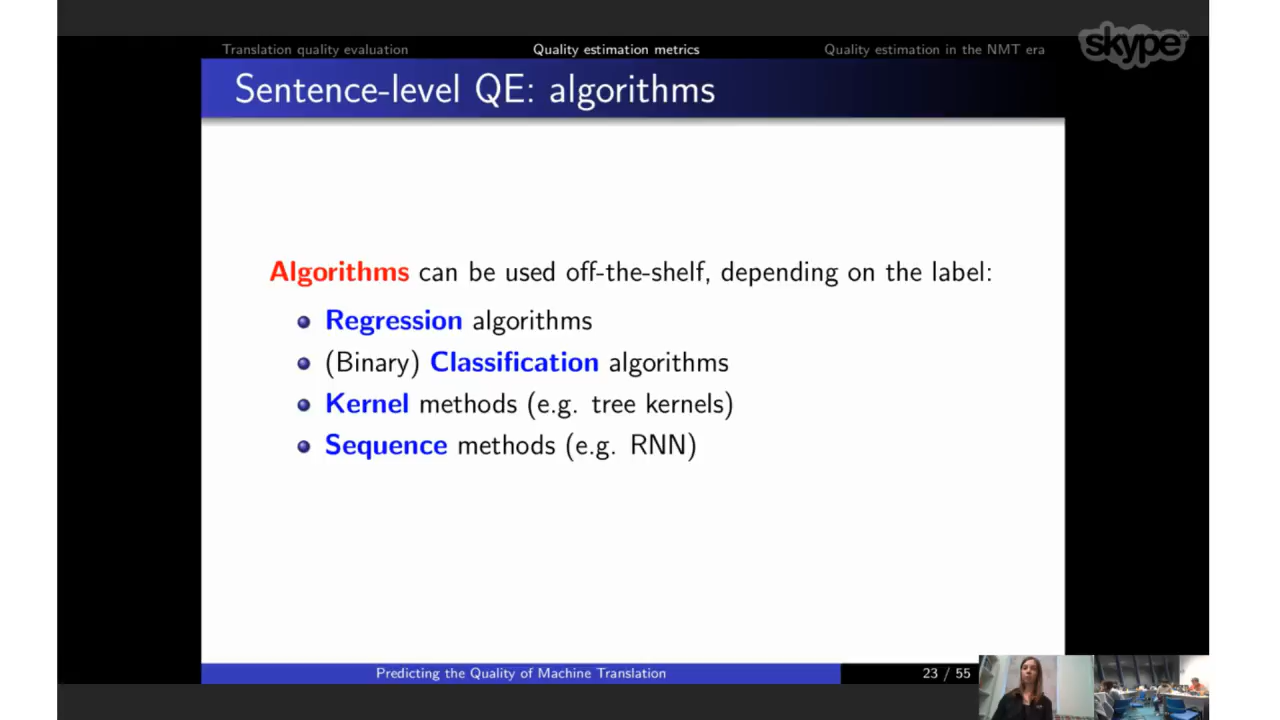 Translation quality evaluation Quality estimation metrics Quality estimation in the NMT era
skype
Sentence-level QE: algorithms
Algorithms can be used off-the-shelf, depending on the label:
Regression algorithms
(Binary) Classification algorithms
Kernel methods (e.g. tree kernels)
Sequence methods (e.g. RNN)
Predicting the Quality of Machine Translation 23 / 55